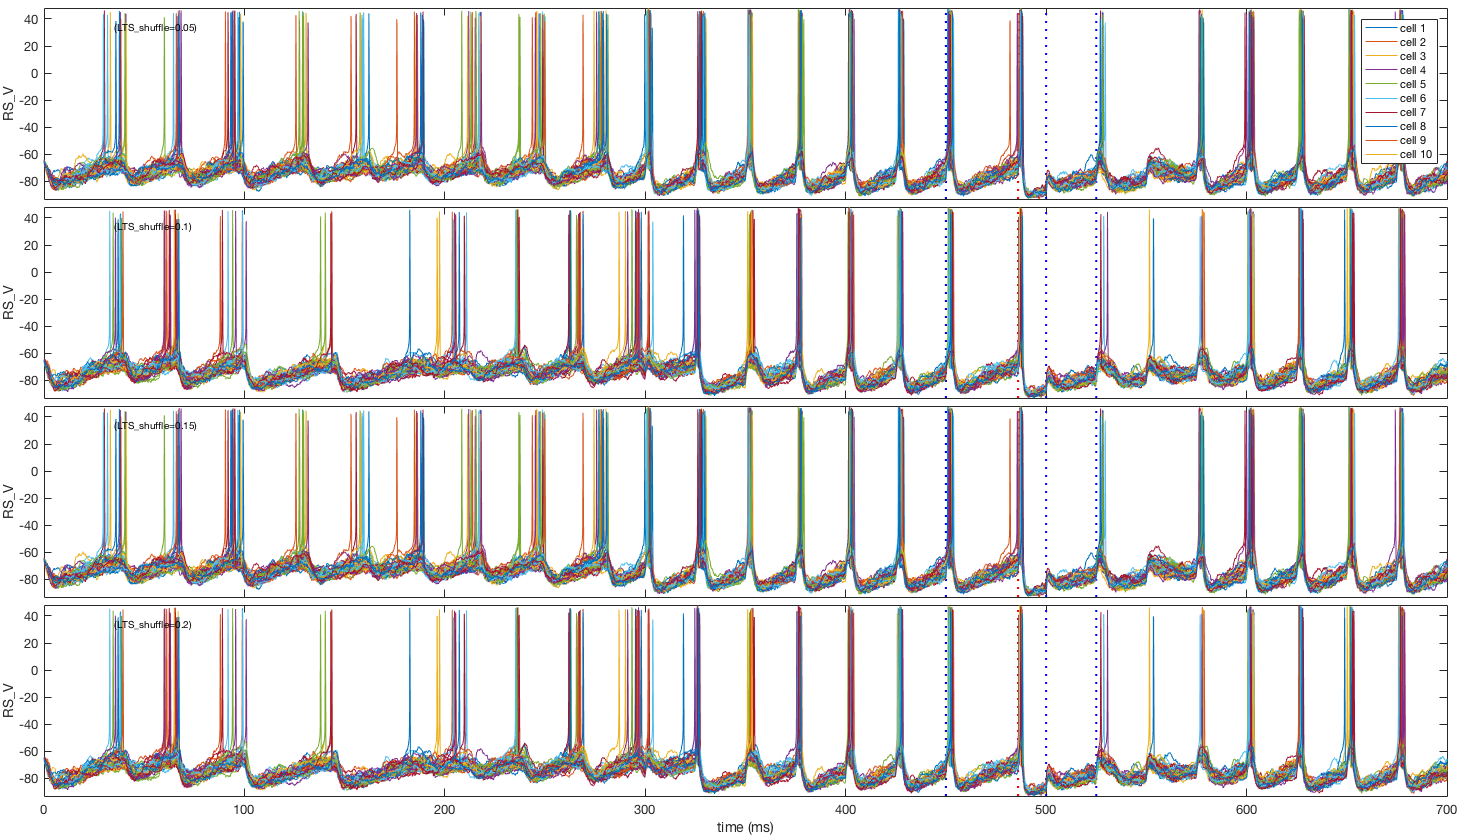 40
20
0
-20
-40
-60
-80
RS_V
(LTS_shuffle=0.05)
cell 1
cell 2
cell 3
cell 4
cell 5
cell 6
cell 7
cell 8
cell 9
cell 10
40
20
0
-20
-40
-60
-80
RS_V
(LTS_shuffle=0.1)
40
20
0
-20
-40
-60
-80
RS_V
(LTS_shuffle=0.15)
40
20
0
-20
-40
-60
-80
RS_V
(LTS_shuffle=0.2)
0 100 200 300 400 500 600 700
time (ms)